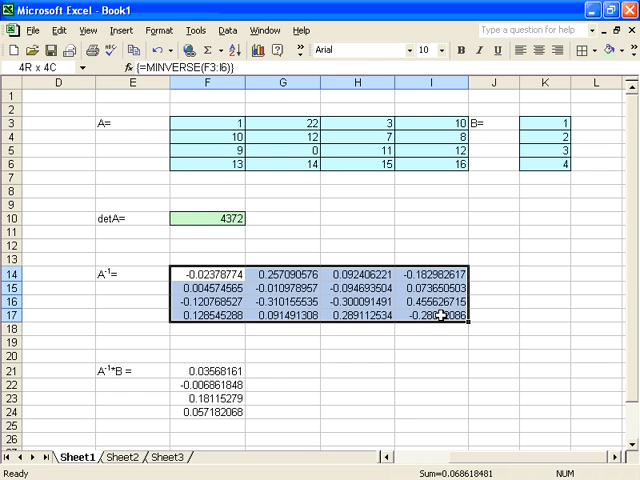 Microsoft Excel - Book1
File Edit View Insert Format Tools Data Window Help Type a question for help
Arial 10 B I U
4R x 4C fx {=MINVERSE(F3:I6)}
D E F G H I J K L
1
2
3 A= 1 22 3 10 B= 1
4 10 12 7 8 2
5 9 0 11 12 3
6 13 14 15 16 4
7
8
9
10 detA= 4372
11
12
13
14 A⁻¹= -0.02378774 0.257090576 0.092406221 -0.182982617
15 0.004574565 -0.010978957 -0.094693504 0.073650503
16 -0.120768527 -0.310155535 -0.300091491 0.455626715
17 0.128545288 0.091491308 0.289112534
18
19
20
21 A⁻¹*B = 0.03568161
22 -0.006861848
23 0.18115279
24 0.057182068
25
26
Sheet1 Sheet2 Sheet3
Ready Sum=0.068618481 NUM